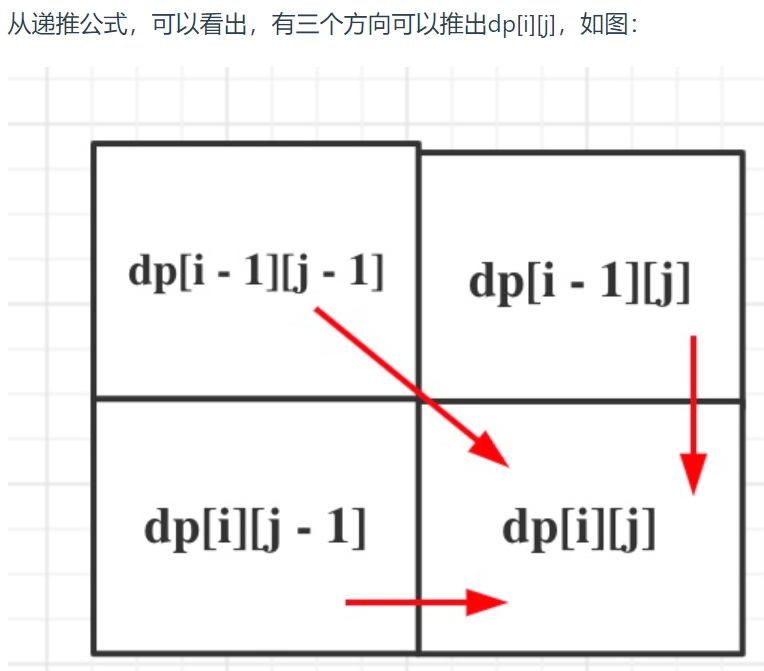 从递推公式，可以看出，有三个方向可以推出dp[i][j]，如图：
dp[i - 1][j - 1]
dp[i - 1][j]
dp[i][j - 1]
dp[i][j]